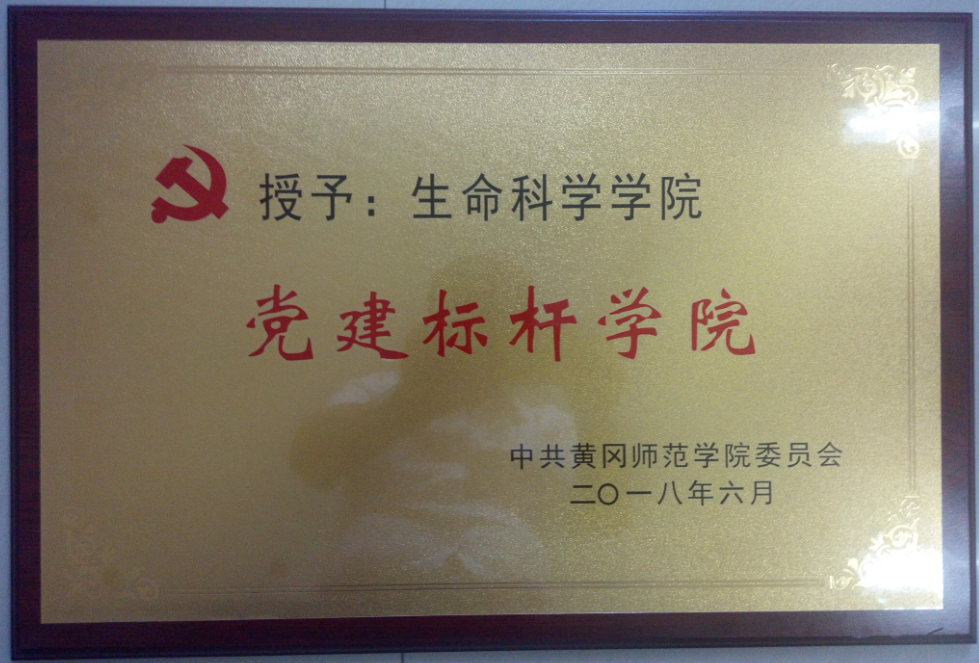 授予：生命科学学院
党建标杆学院
中共黄冈师范学院委员会
二〇一八年六月